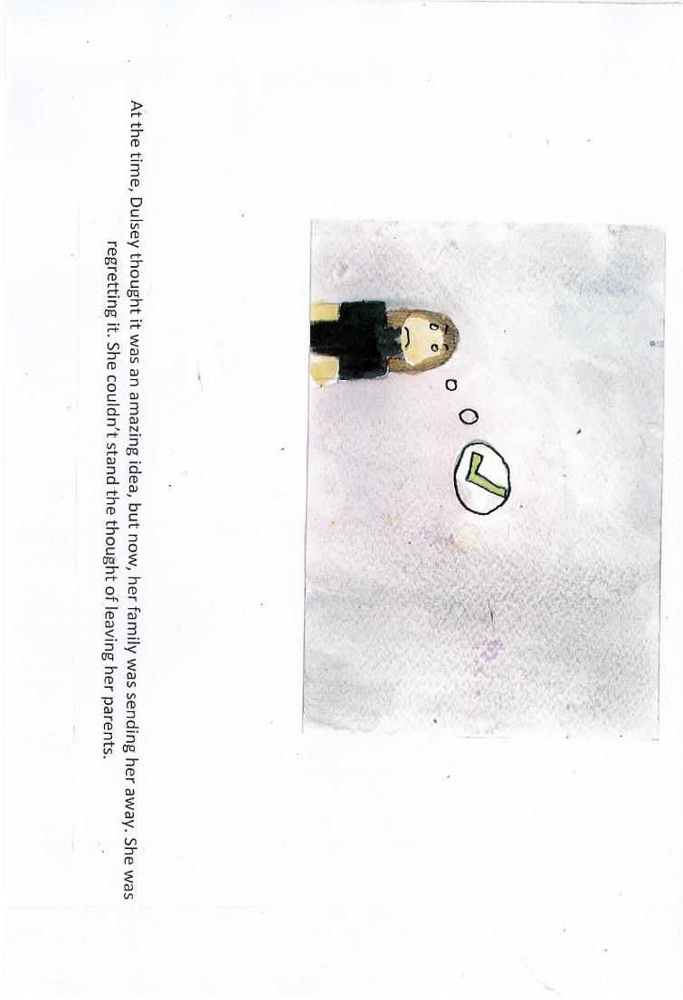 At the time, Dulsey thought it was an amazing idea, but now, her family was sending her away. She was
regretting it. She couldn't stand the thought of leaving her parents.